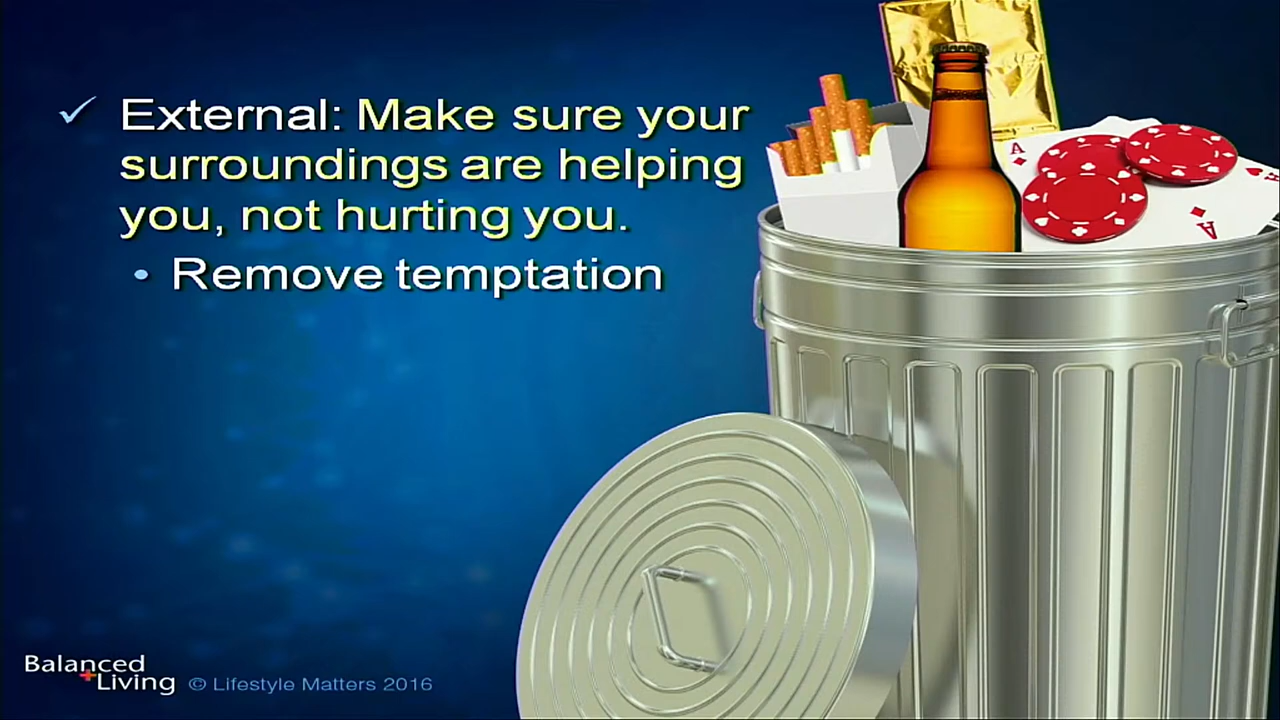 External: Make sure your
surroundings are helping
you, not hurting you.
Remove temptation
A
A
Balanced
Living
© Lifestyle Matters 2016